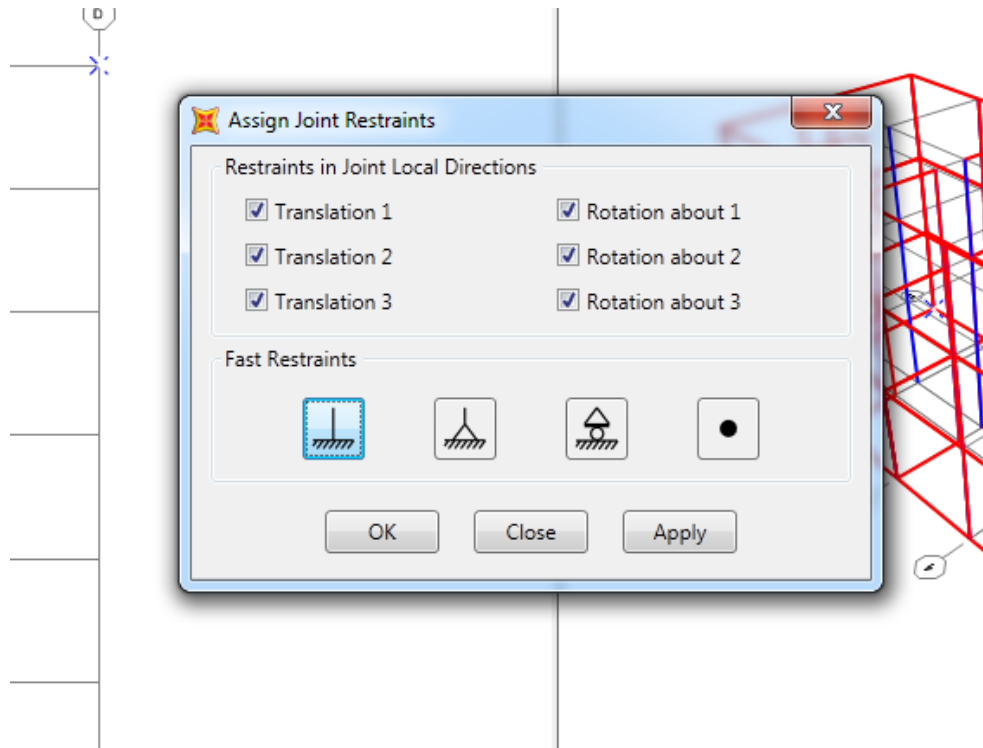 D
Assign Joint Restraints
Restraints in Joint Local Directions
Translation 1
Rotation about 1
Translation 2
Rotation about 2
Translation 3
Rotation about 3
Fast Restraints
OK
Close
Apply